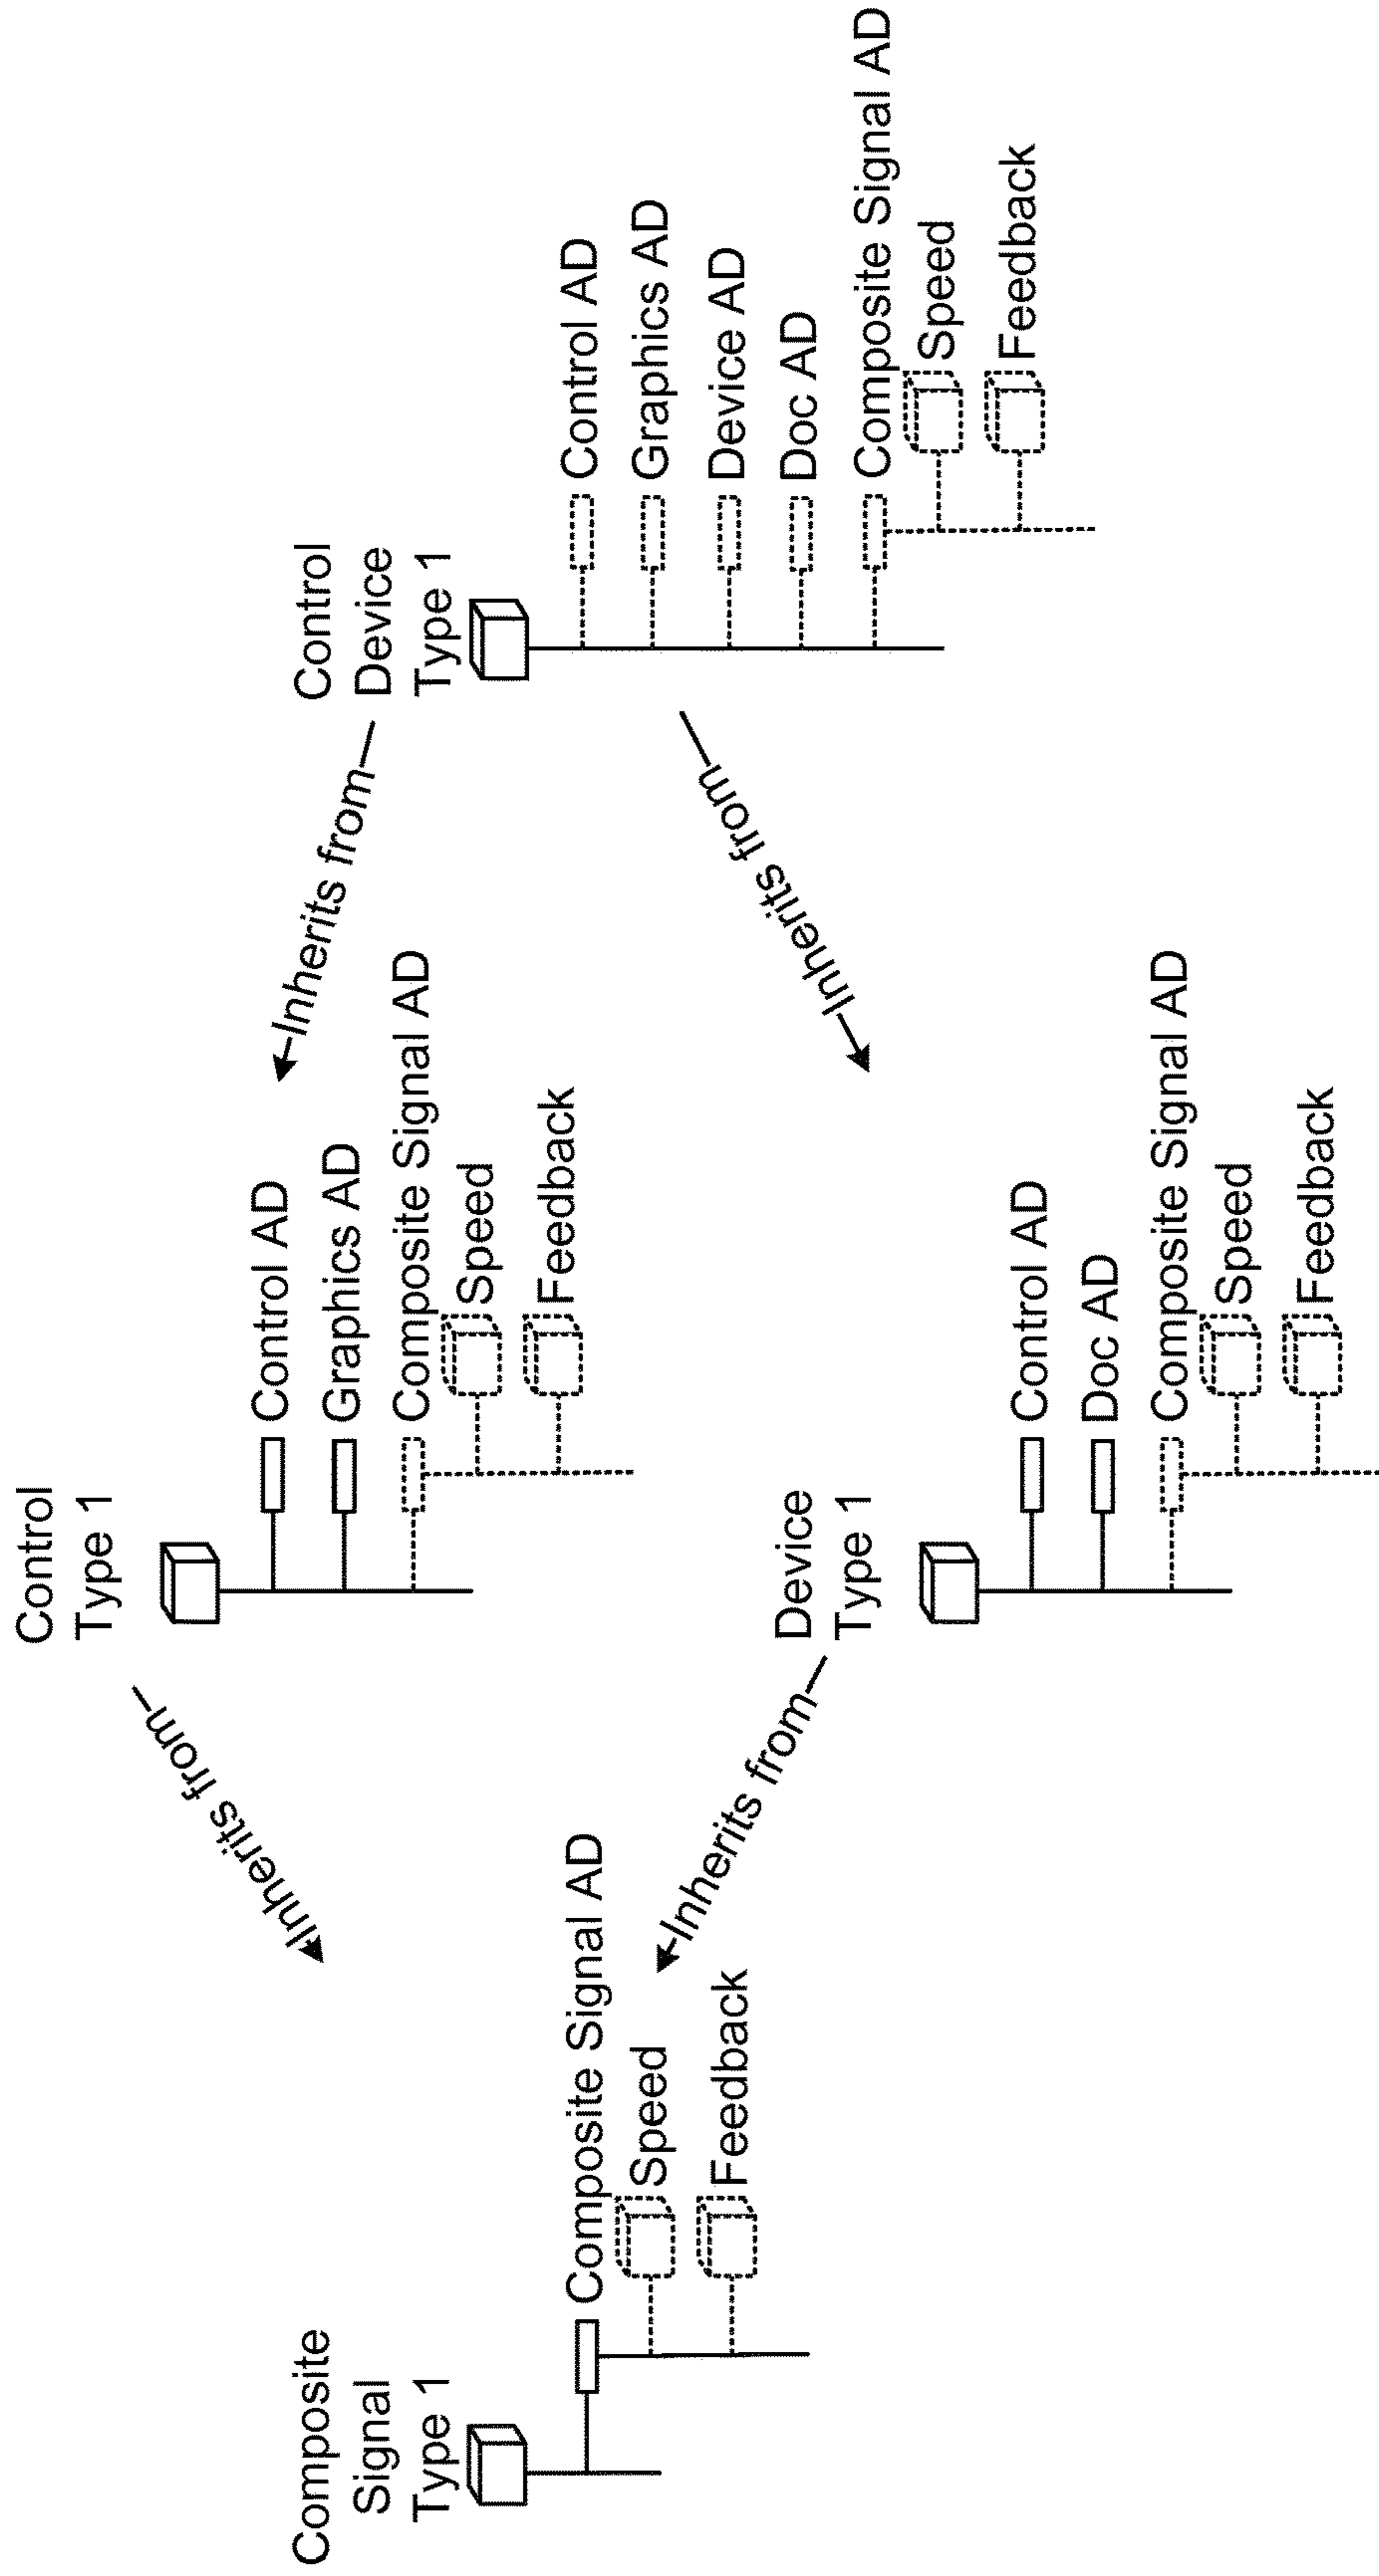 Composite
Signal
Type 1
Composite Signal AD
Speed
Feedback
Inherits from
Inherits from
Control
Type 1
Control AD
Graphics AD
Composite Signal AD
Speed
Feedback
Device
Type 1
Control AD
Doc AD
Composite Signal AD
Speed
Feedback
Inherits from
Inherits from
Control
Device
Type 1
Control AD
Graphics AD
Device AD
Doc AD
Composite Signal AD
Speed
Feedback